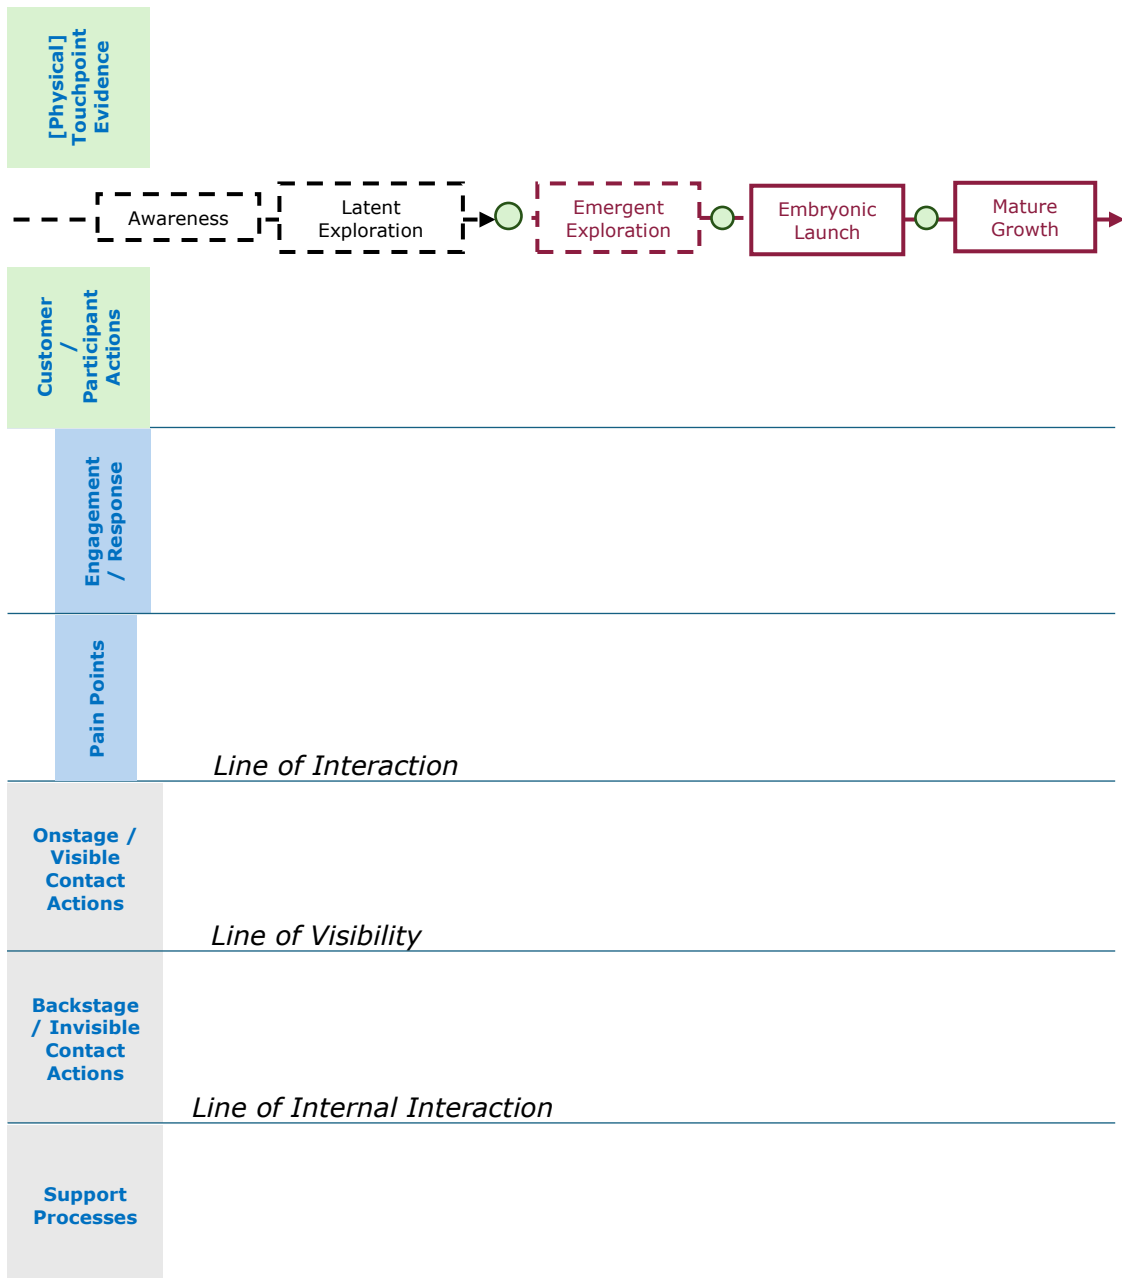 [Physical]
Touchpoint
Evidence
Awareness
Latent
Exploration
Emergent
Exploration
Embryonic
Launch
Mature
Growth
Customer
/
Participant
Actions
Engagement
/ Response
Pain Points
Line of Interaction
Onstage /
Visible
Contact
Actions
Line of Visibility
Backstage
/ Invisible
Contact
Actions
Line of Internal Interaction
Support
Processes